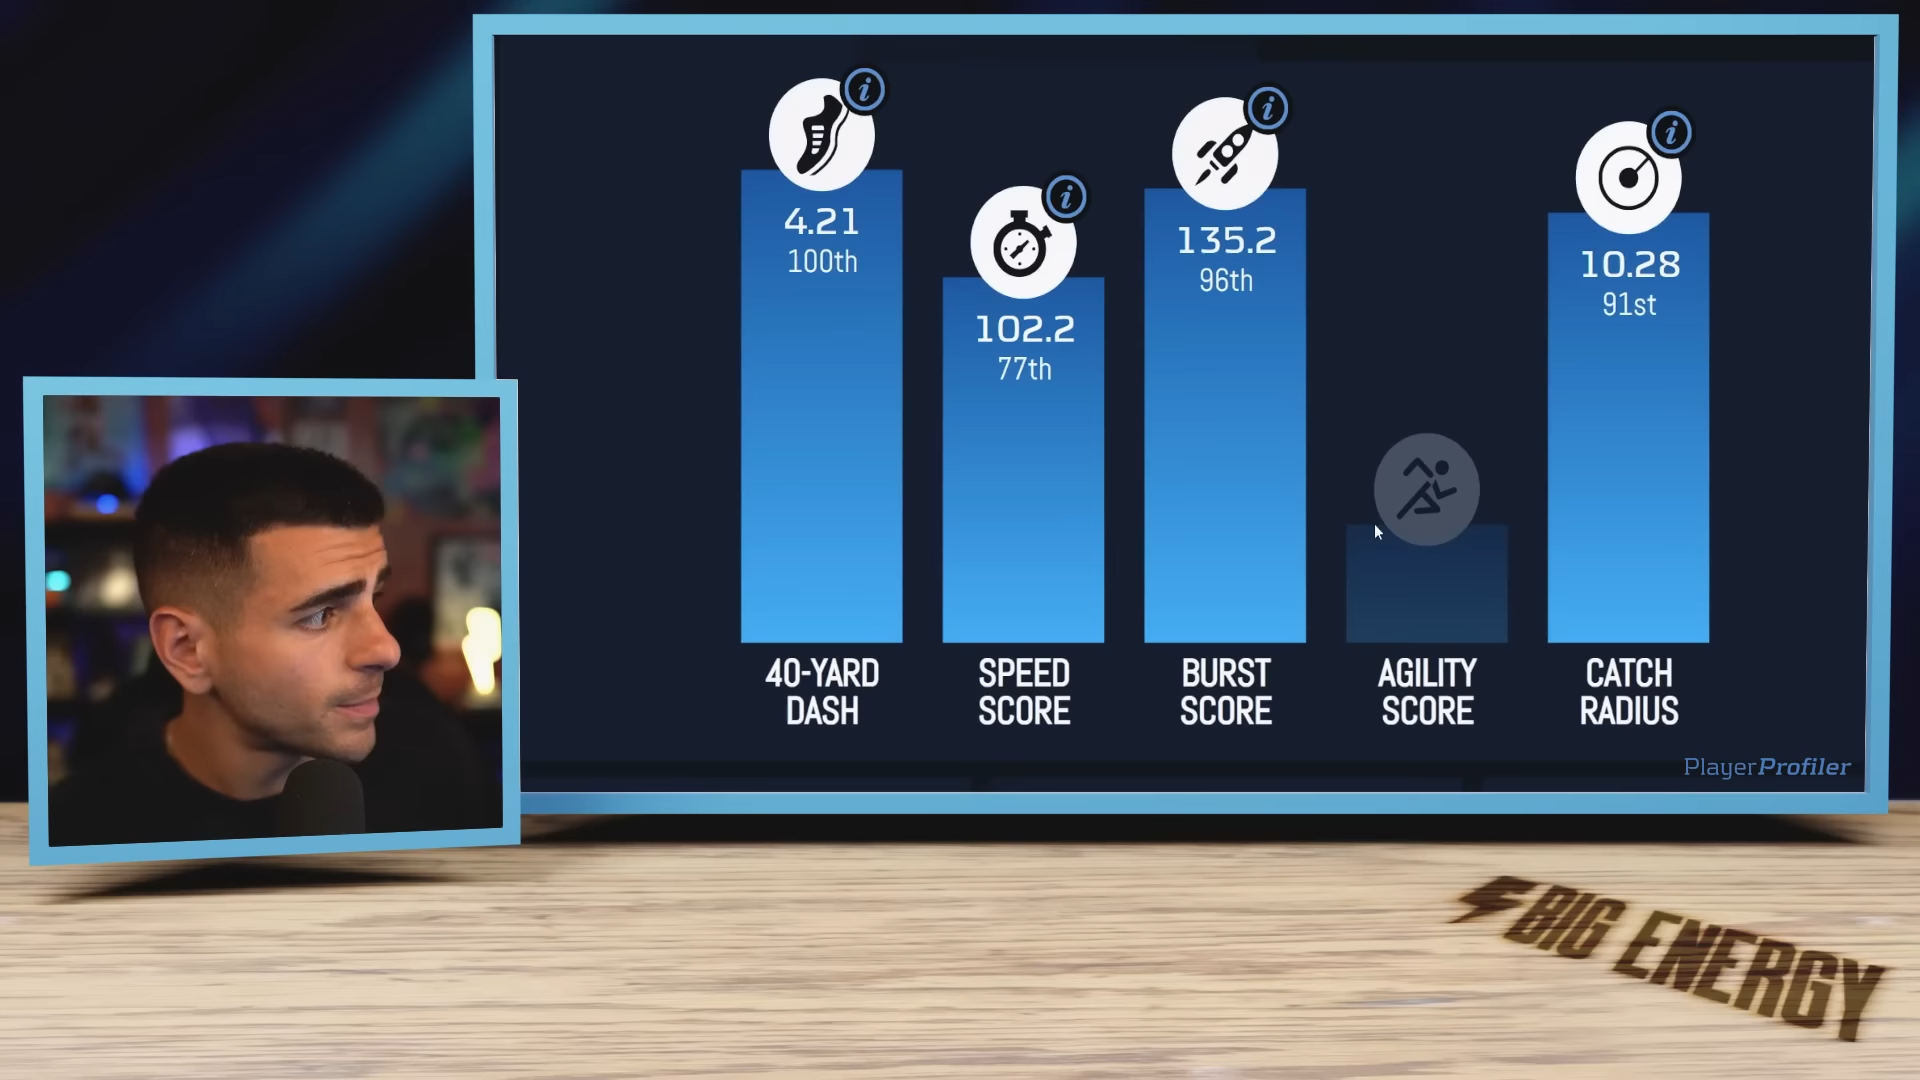 4.21
100th
102.2
77th
135.2
96th
10.28
91st
40-YARD
DASH
SPEED
SCORE
BURST
SCORE
AGILITY
SCORE
CATCH
RADIUS
PlayerProfiler
BIG ENERGY